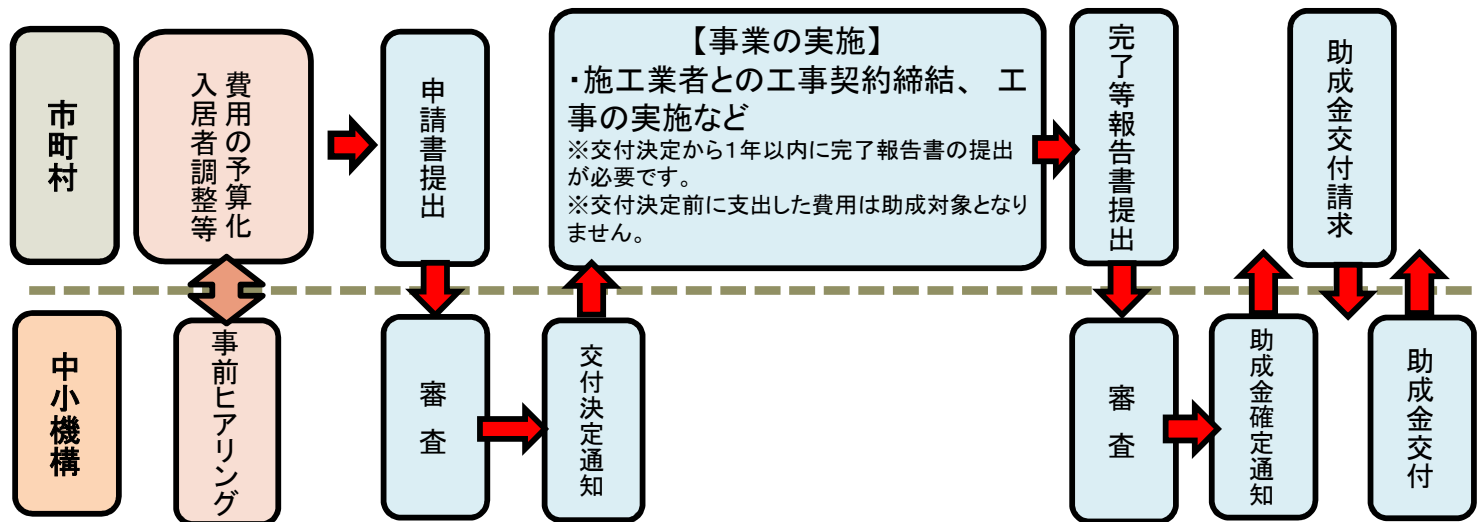 市町村
費用の予算化
入居者調整等
申請書提出
【事業の実施】
・施工業者との工事契約締結、 工
事の実施など
※交付決定から1年以内に完了報告書の提出
が必要です。
※交付決定前に支出した費用は助成対象となり
ません。
完了等報告書提出
助成金交付請求
中小機構
事前ヒアリング
審査
交付決定通知
審査
助成金確定通知
助成金交付